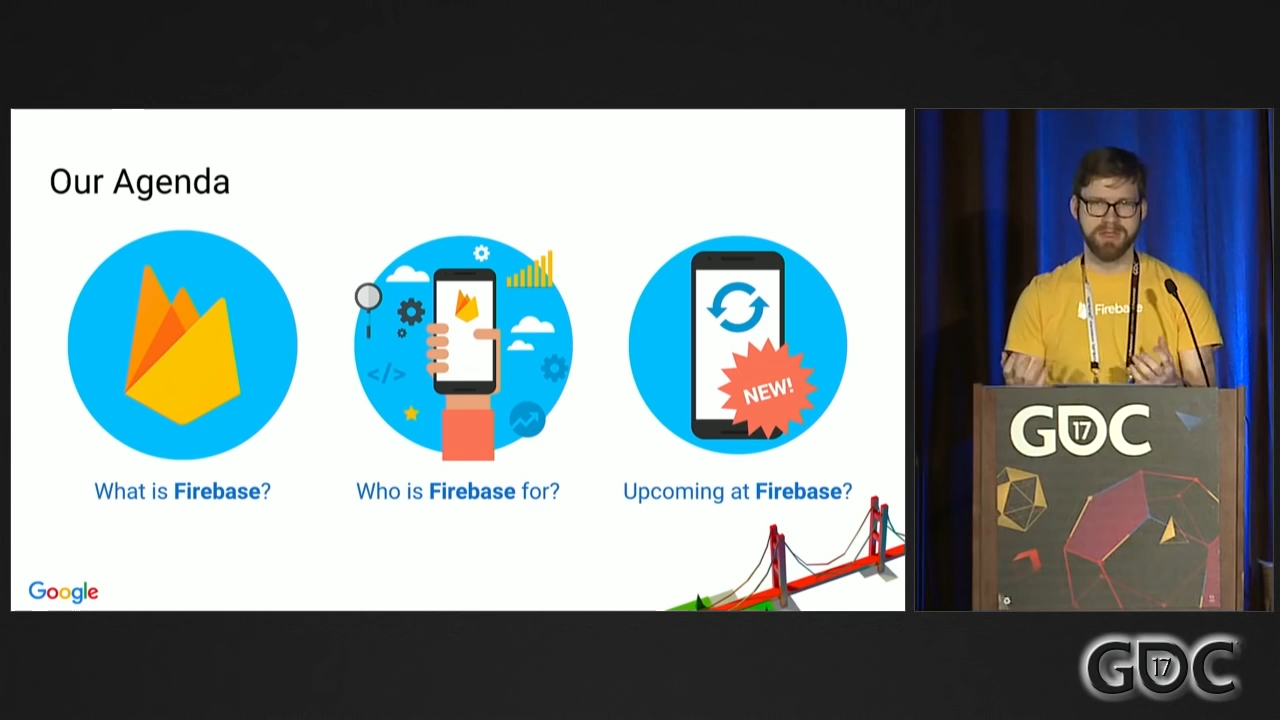 Our Agenda
NEW!
What is Firebase?
Who is Firebase for?
Upcoming at Firebase?
Google
Firebase
GDC
17
GDC
17